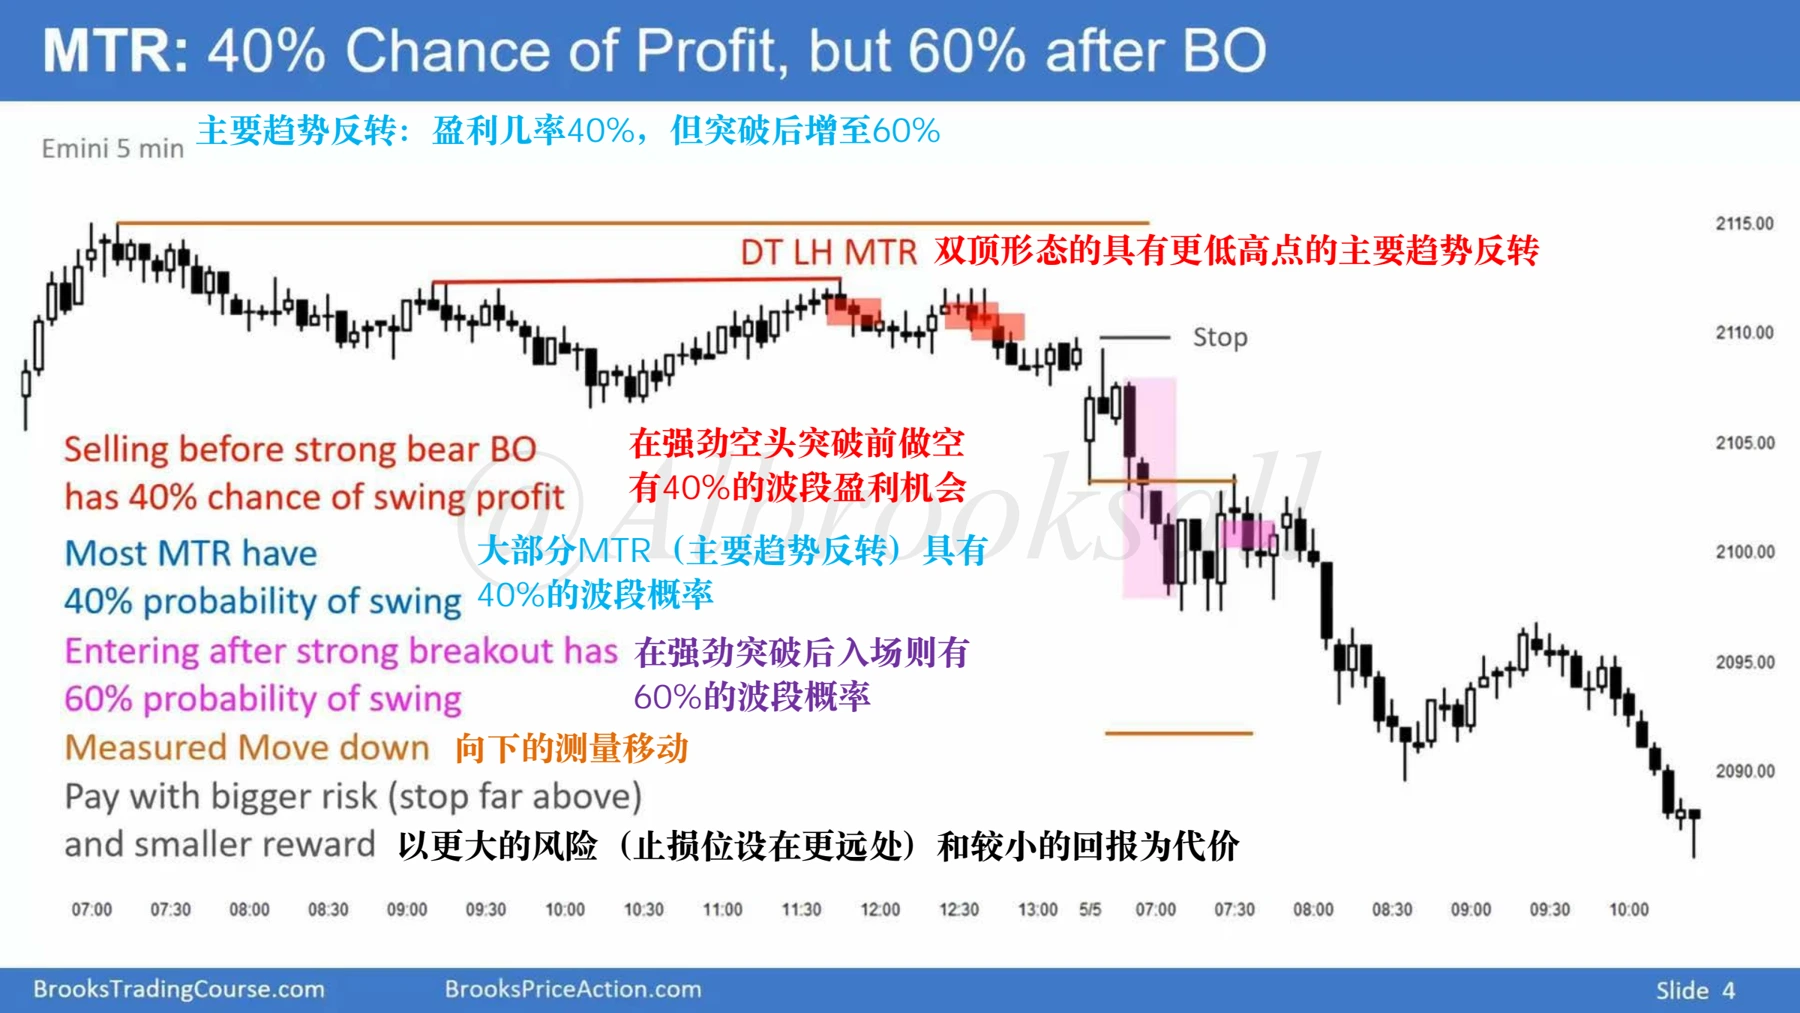 MTR: 40% Chance of Profit, but 60% after BO
Emini 5 min
主要趋势反转：盈利几率40%，但突破后增至60%
2115.00
DT LH MTR 双顶形态的具有更低高点的主要趋势反转
2110.00
Stop
Selling before strong bear BO
has 40% chance of swing profit
在强劲空头突破前做空
有40%的波段盈利机会
2105.00
@Albrooksall
Most MTR have
40% probability of swing
大部分MTR（主要趋势反转）具有
40%的波段概率
2100.00
Entering after strong breakout has
60% probability of swing
在强劲突破后入场则有
60%的波段概率
2095.00
Measured Move down 向下的测量移动
2090.00
Pay with bigger risk (stop far above)
and smaller reward 以更大的风险（止损位设在更远处）和较小的回报为代价
07:00 07:30 08:00 08:30 09:00 09:30 10:00 10:30 11:00 11:30 12:00 12:30 13:00 5/5 07:00 07:30 08:00 08:30 09:00 09:30 10:00
BrooksTradingCourse.com BrooksPriceAction.com Slide 4